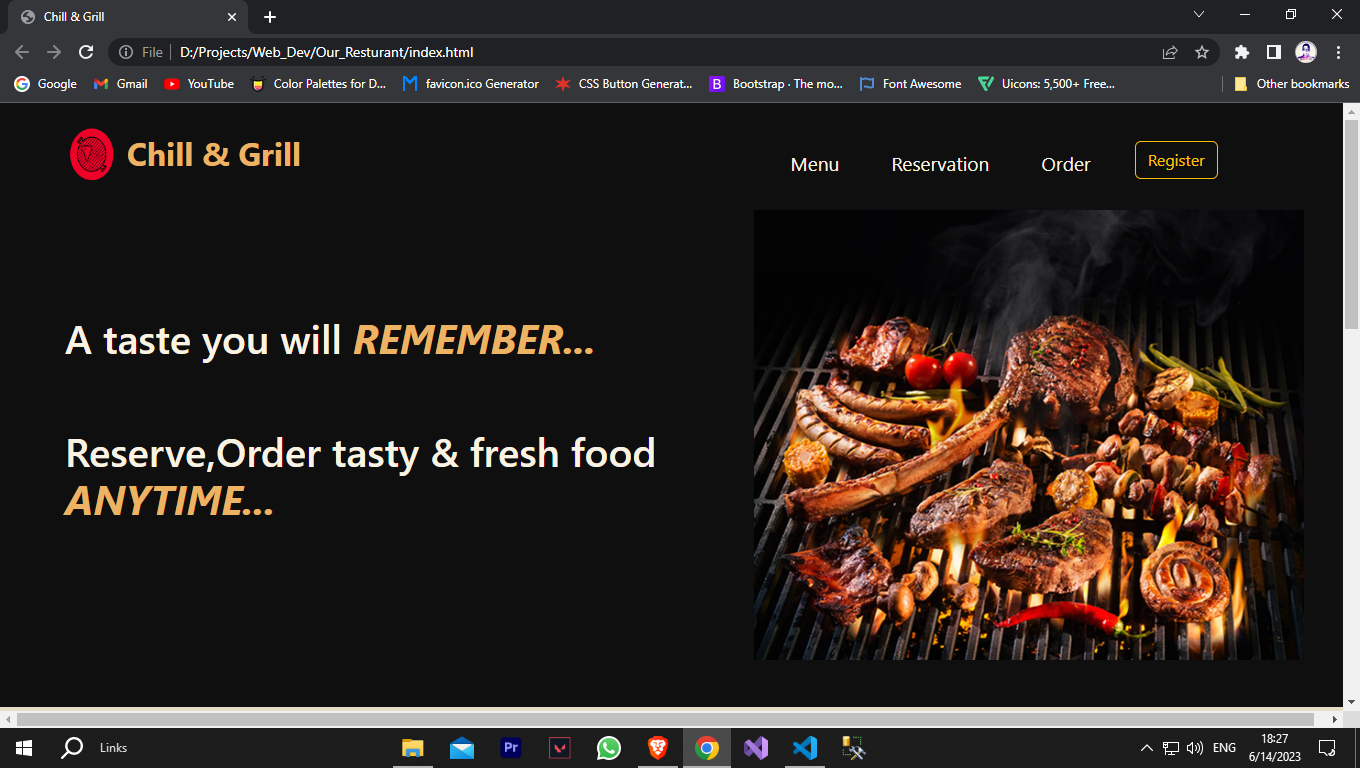 Chill & Grill
File
D:/Projects/Web_Dev/Our_Resturant/index.html
Google
Gmail
YouTube
Color Palettes for D...
favicon.ico Generator
CSS Button Generat...
Bootstrap · The mo...
Font Awesome
Uicons: 5,500+ Free...
Other bookmarks
Chill & Grill
Menu
Reservation
Order
Register
A taste you will REMEMBER...
Reserve,Order tasty & fresh food
ANYTIME...
Links
Pr
ENG
18:27
6/14/2023